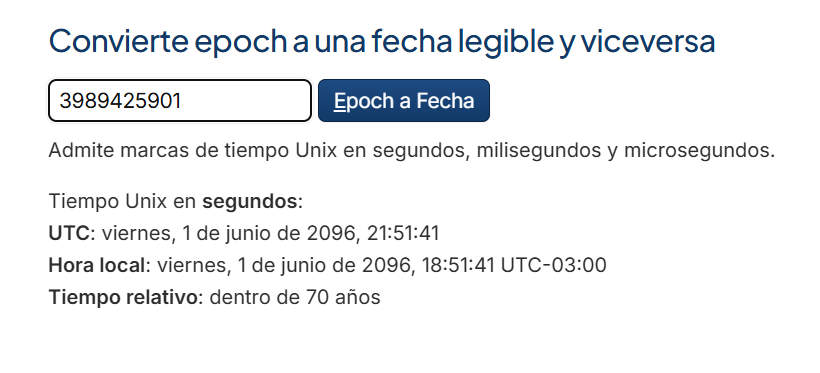 Convierte epoch a una fecha legible y viceversa
3989425901 Epoch a Fecha
Admite marcas de tiempo Unix en segundos, milisegundos y microsegundos.
Tiempo Unix en segundos:
UTC: viernes, 1 de junio de 2096, 21:51:41
Hora local: viernes, 1 de junio de 2096, 18:51:41 UTC-03:00
Tiempo relativo: dentro de 70 años